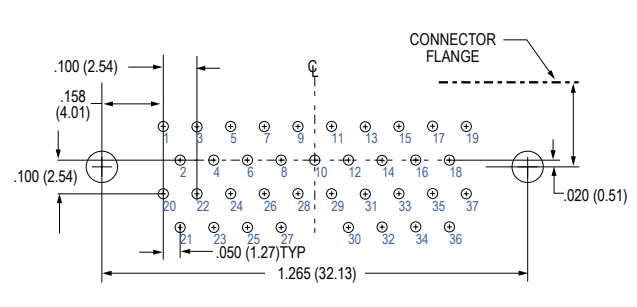 CONNECTOR
FLANGE
.100 (2.54)
℄
.158
(4.01)
1 3 5 7 9 11 13 15 17 19
2 4 6 8 10 12 14 16 18
.100 (2.54)
.020 (0.51)
20 22 24 26 28 29 31 33 35 37
21 23 25 27 30 32 34 36
.050 (1.27)TYP
1.265 (32.13)